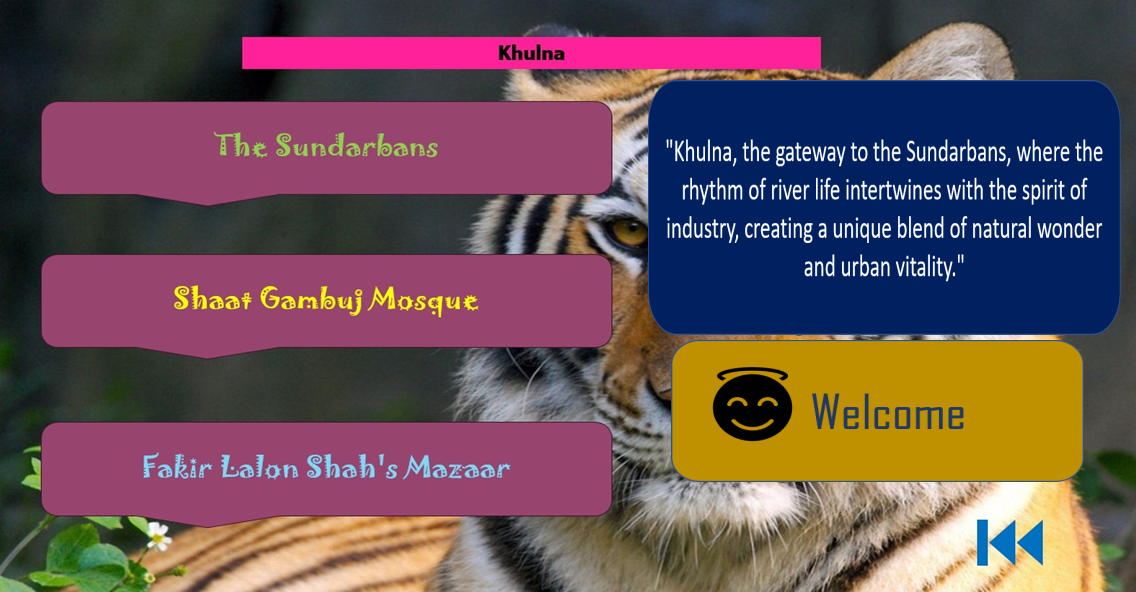 Khulna
The Sundarbans
Shaat Gambuj Mosque
Fakir Lalon Shah's Mazaar
"Khulna, the gateway to the Sundarbans, where the
rhythm of river life intertwines with the spirit of
industry, creating a unique blend of natural wonder
and urban vitality."
Welcome